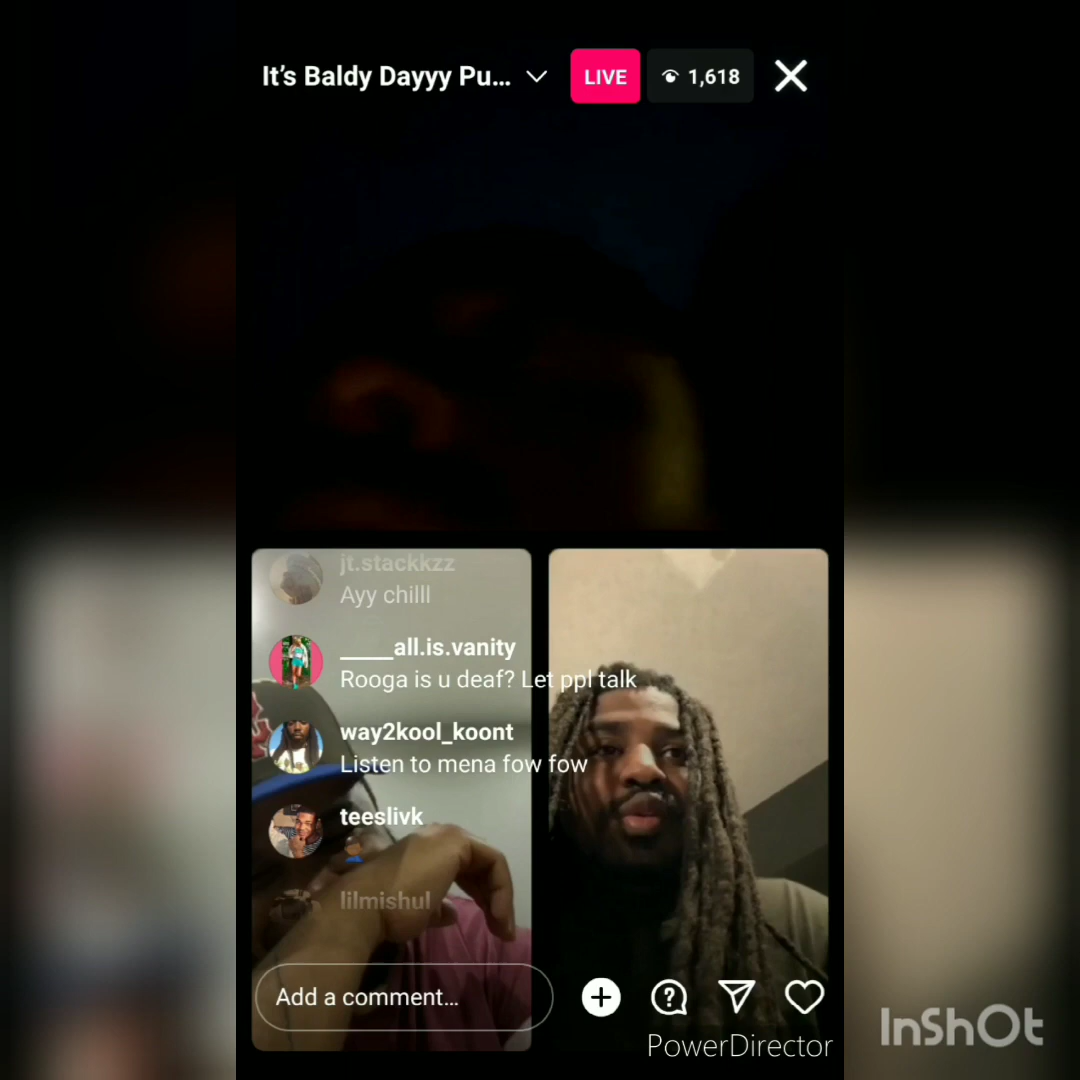 It's Baldy Dayyy Pu...
LIVE
1,618
jt.stackkzz
Ayy chilll
_____all.is.vanity
Rooga is u deaf? Let ppl talk
way2kool_koont
Listen to mena fow fow
teeslivk
🙇🏾‍♂️
lilmishul
Add a comment...
PowerDirector
InShOt